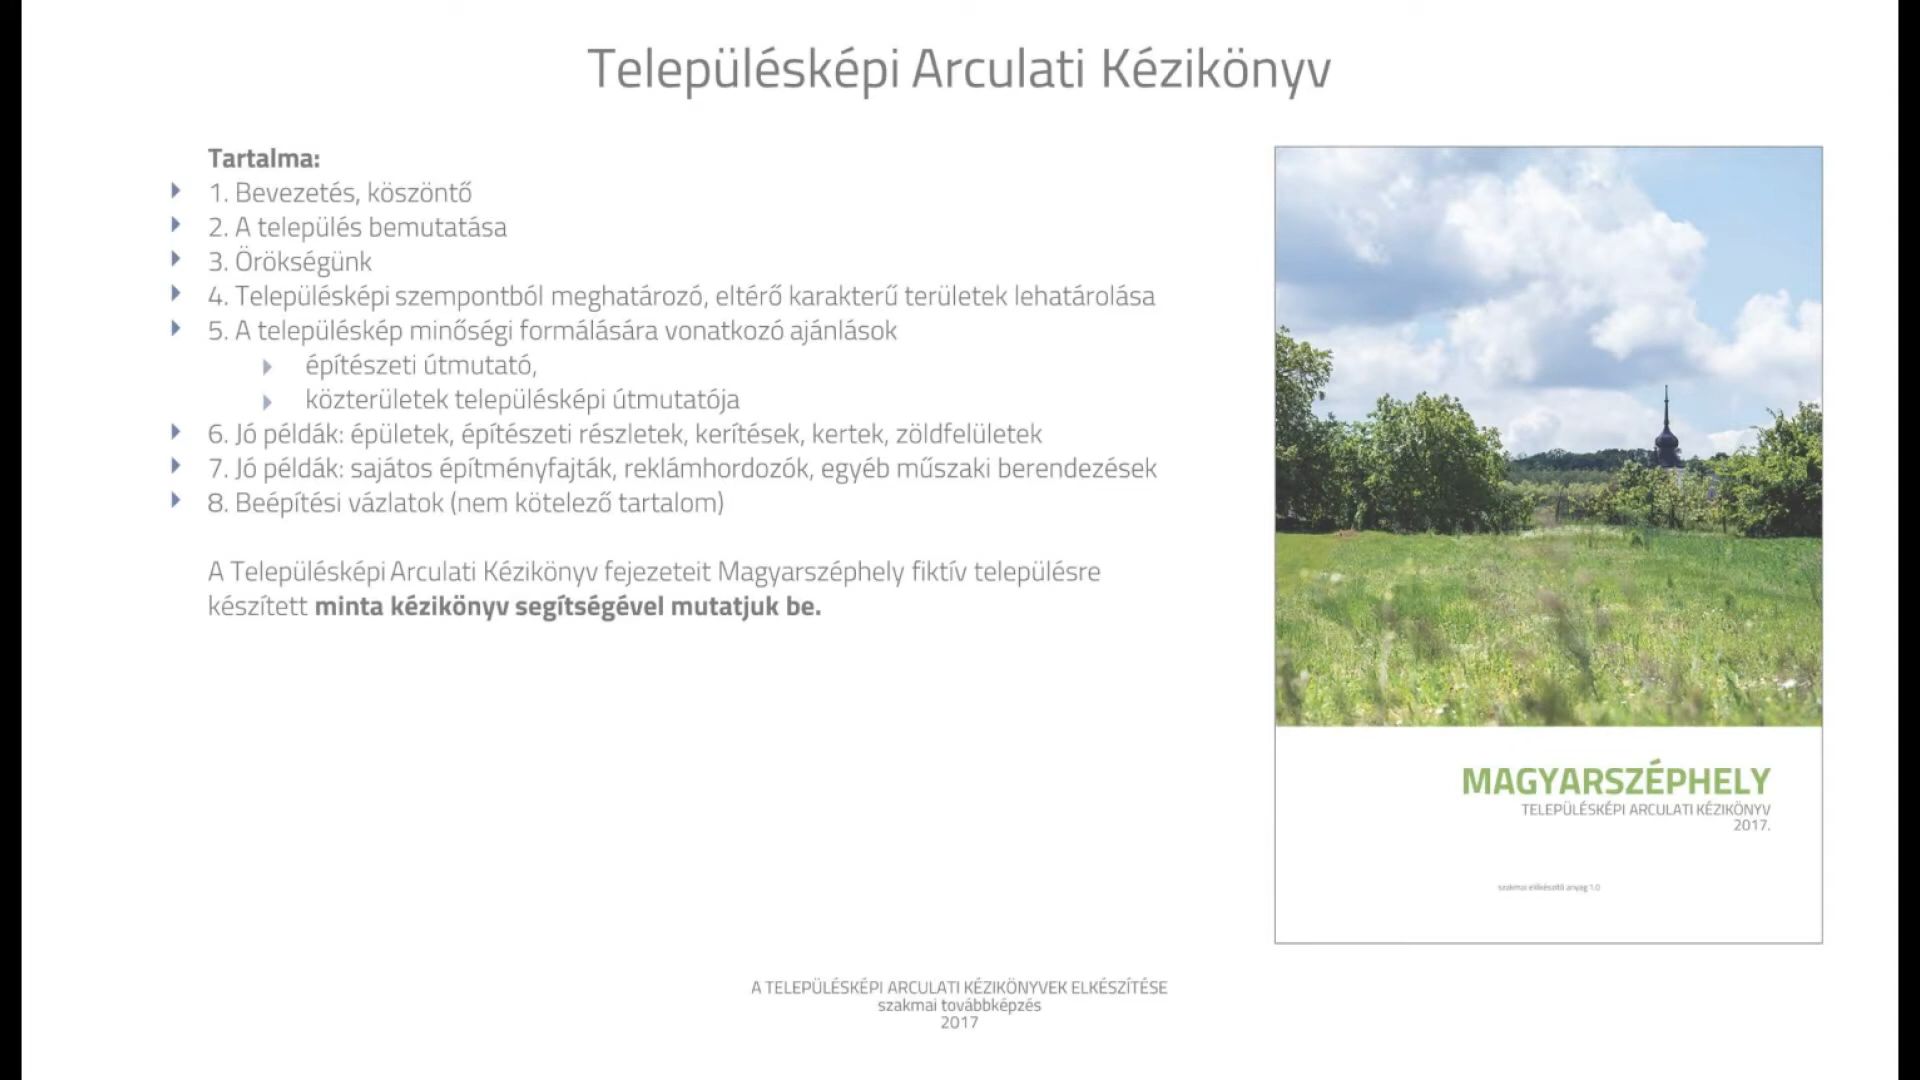 Településképi Arculati Kézikönyv
Tartalma:
1. Bevezetés, köszöntő
2. A település bemutatása
3. Örökségünk
4. Településképi szempontból meghatározó, eltérő karakterű területek lehatárolása
5. A településkép minőségi formálására vonatkozó ajánlások
építészeti útmutató,
közterületek településképi útmutatója
6. Jó példák: épületek, építészeti részletek, kerítések, kertek, zöldfelületek
7. Jó példák: sajátos építményfajták, reklámhordozók, egyéb műszaki berendezések
8. Beépítési vázlatok (nem kötelező tartalom)
A Településképi Arculati Kézikönyv fejezeteit Magyarszéphely fiktív településre
készített minta kézikönyv segítségével mutatjuk be.
MAGYARSZÉPHELY
TELEPÜLÉSKÉPI ARCULATI KÉZIKÖNYV
2017.
szakmai előkészítő anyag 1.0
A TELEPÜLÉSKÉPI ARCULATI KÉZIKÖNYVEK ELKÉSZÍTÉSE
szakmai továbbképzés
2017